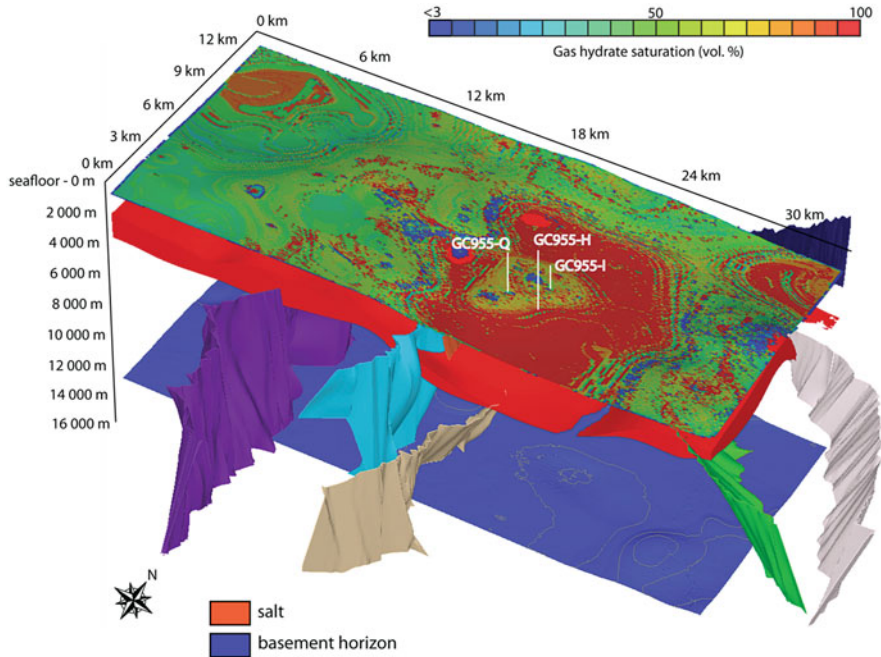 <3
50
100
Gas hydrate saturation (vol. %)
0 km
12 km
9 km
6 km
3 km
0 km
6 km
12 km
18 km
24 km
30 km
seafloor - 0 m
2 000 m
4 000 m
6 000 m
8 000 m
10 000 m
12 000 m
14 000 m
16 000 m
GC955-Q
GC955-H
GC955-I
N
salt
basement horizon